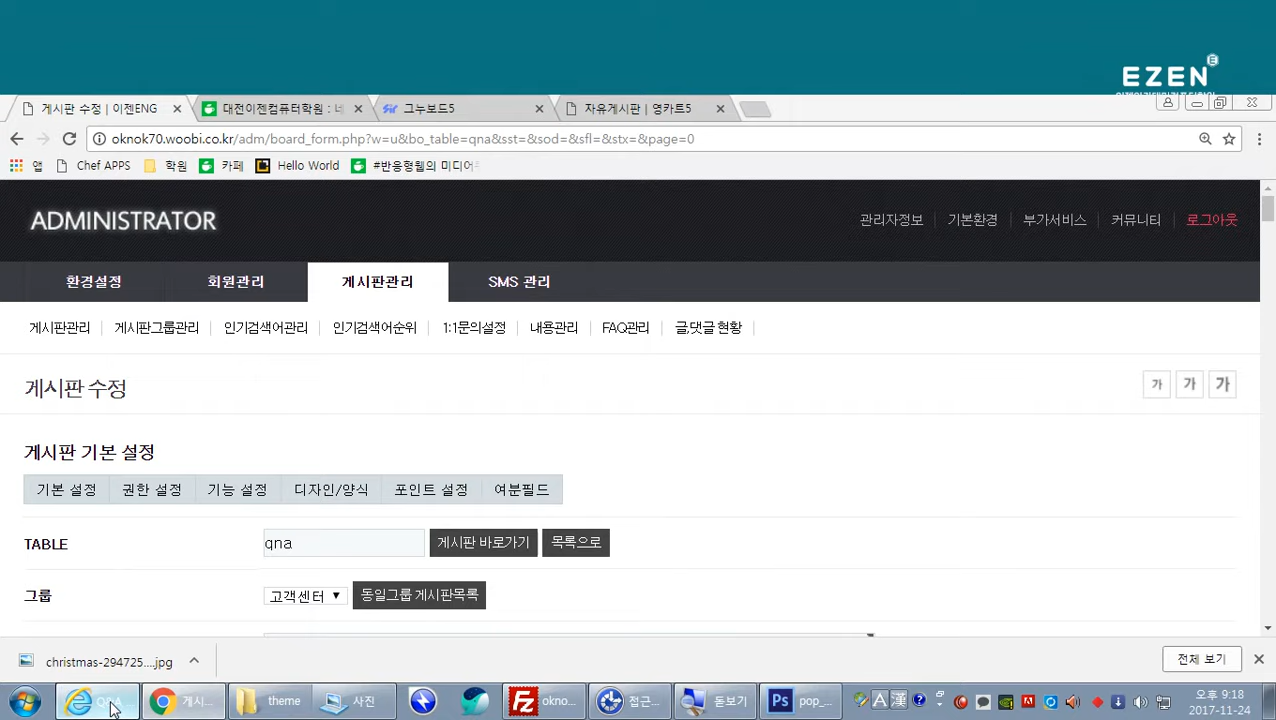 EZEN
게시판 수정 | 이젠ENG
대전이젠컴퓨터학원 : 네
그누보드5
자유게시판 | 영카트5
oknok70.woobi.co.kr/adm/board_form.php?w=u&bo_table=qna&sst=&sod=&sfl=&stx=&page=0
앱 Chef APPS 학원 카페 Hello World #반응형웹의 미디어쿼
ADMINISTRATOR
관리자정보 기본환경 부가서비스 커뮤니티 로그아웃
환경설정 회원관리 게시판관리 SMS 관리
게시판관리 게시판그룹관리 인기검색어관리 인기검색어순위 1:1문의설정 내용관리 FAQ관리 글,댓글 현황
게시판 수정
가 가 가
게시판 기본 설정
기본 설정 권한 설정 기능 설정 디자인/양식 포인트 설정 여분필드
TABLE qna 게시판 바로가기 목록으로
그룹 고객센터 동일그룹 게시판목록
christmas-294725....jpg 전체 보기
게시... theme 사진 okno... 접근... 돋보기 pop_... A 漢 오후 9:18
2017-11-24